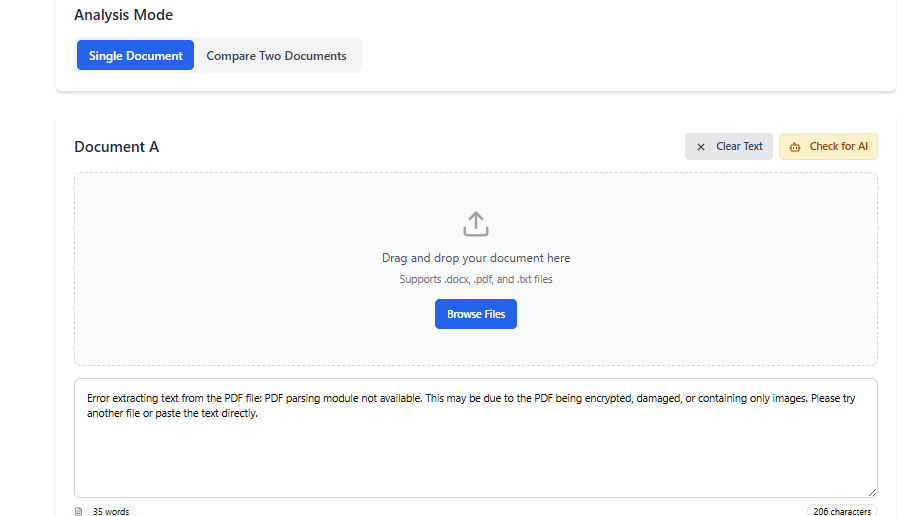 Analysis Mode
Single Document
Compare Two Documents
Document A
Clear Text
Check for AI
Drag and drop your document here
Supports .docx, .pdf, and .txt files
Browse Files
Error extracting text from the PDF file: PDF parsing module not available. This may be due to the PDF being encrypted, damaged, or containing only images. Please try
another file or paste the text directly.
35 words
206 characters